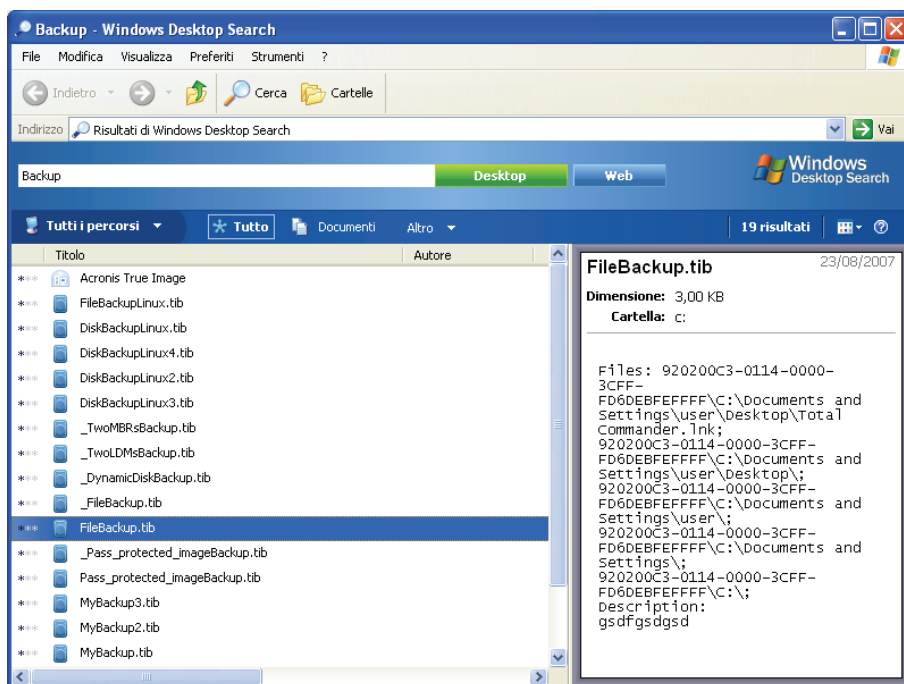 Backup - Windows Desktop Search
File Modifica Visualizza Preferiti Strumenti ?
Indietro Cerca Cartelle
Indirizzo Risultati di Windows Desktop Search Vai
Backup Desktop Web Windows Desktop Search
Tutti i percorsi Tutto Documenti Altro 19 risultati
Titolo Autore
Acronis True Image
FileBackupLinux.tib
DiskBackupLinux.tib
DiskBackupLinux4.tib
DiskBackupLinux2.tib
DiskBackupLinux3.tib
_TwoMBRsBackup.tib
_TwoLDMsBackup.tib
_DynamicDiskBackup.tib
_FileBackup.tib
FileBackup.tib
_Pass_protected_imageBackup.tib
Pass_protected_imageBackup.tib
MyBackup3.tib
MyBackup2.tib
MyBackup.tib
FileBackup.tib 23/08/2007
Dimensione: 3,00 KB
Cartella: c:
Files: 920200C3-0114-0000-
3CFF-
FD6DEBFEFFFF\C:\Documents and
Settings\user\Desktop\Total
Commander.lnk;
920200C3-0114-0000-3CFF-
FD6DEBFEFFFF\C:\Documents and
Settings\user\Desktop\;
920200C3-0114-0000-3CFF-
FD6DEBFEFFFF\C:\Documents and
Settings\user\;
920200C3-0114-0000-3CFF-
FD6DEBFEFFFF\C:\Documents and
Settings\;
920200C3-0114-0000-3CFF-
FD6DEBFEFFFF\C:\;
Description:
gsdfgsdgsd